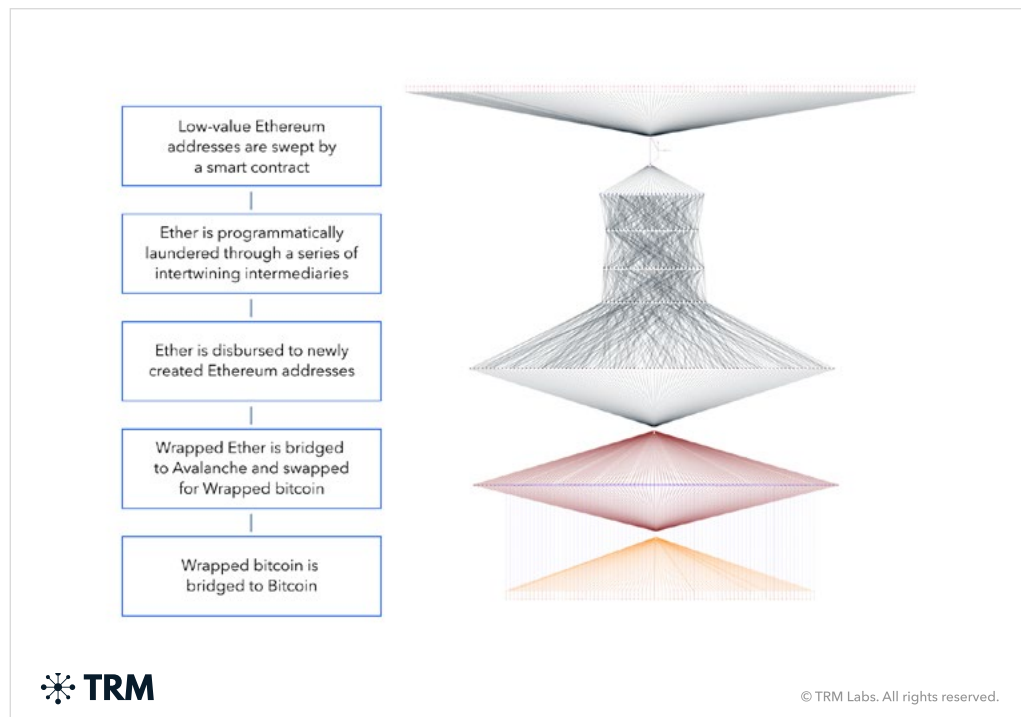 Low-value Ethereum
addresses are swept by
a smart contract
Ether is programmatically
laundered through a series of
intertwining intermediaries
Ether is disbursed to newly
created Ethereum addresses
Wrapped Ether is bridged
to Avalanche and swapped
for Wrapped bitcoin
Wrapped bitcoin is
bridged to Bitcoin
TRM
© TRM Labs. All rights reserved.